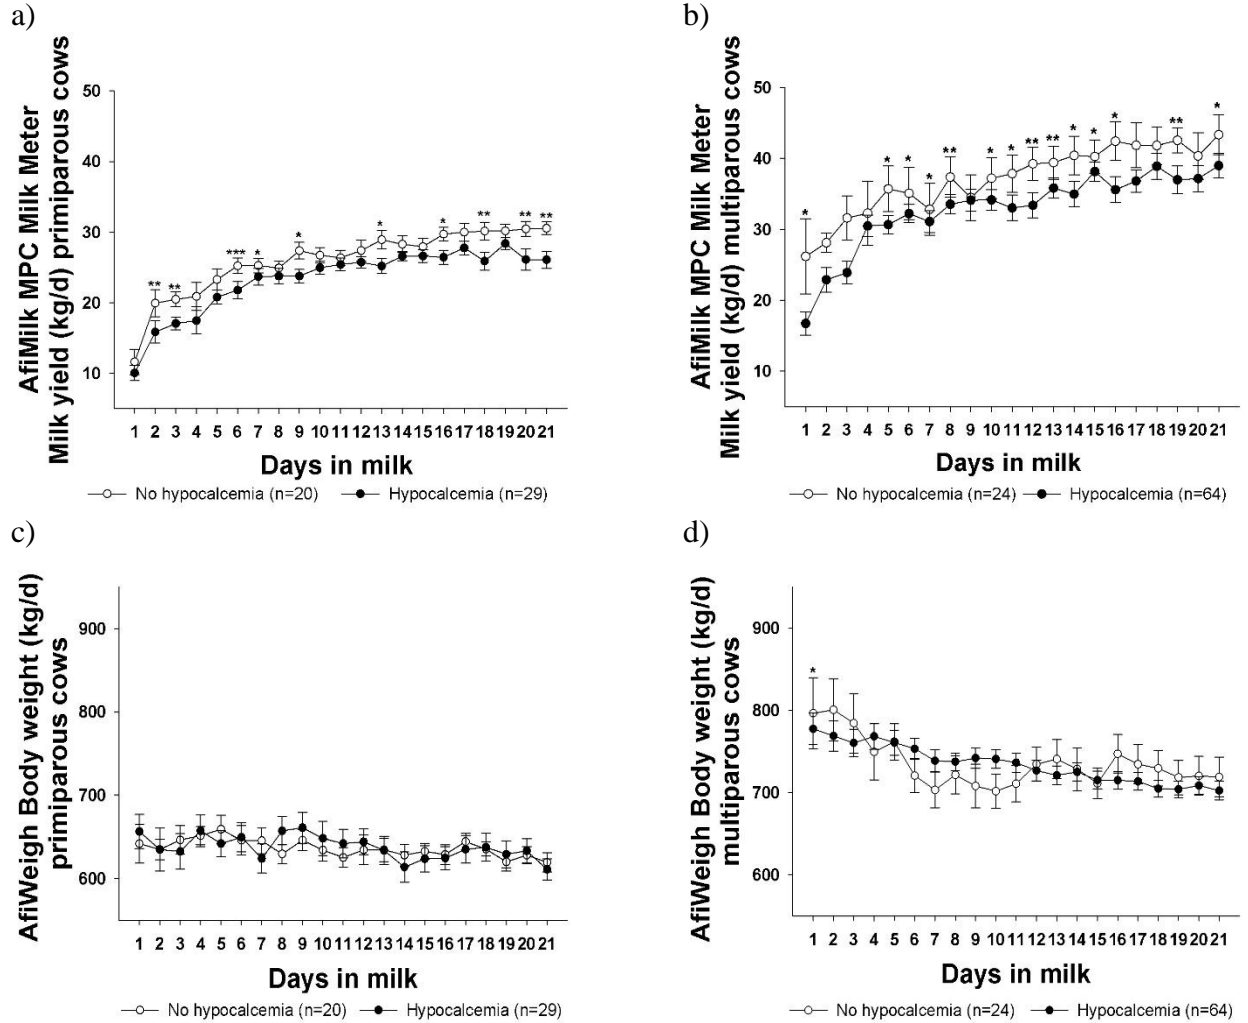 a)
AfiMilk MPC Milk Meter
Milk yield (kg/d) primiparous cows
50
40
30
20
10
** ** *** * * * * ** ** **
1 2 3 4 5 6 7 8 9 10 11 12 13 14 15 16 17 18 19 20 21
Days in milk
No hypocalcemia (n=20) Hypocalcemia (n=29)
b)
AfiMilk MPC Milk Meter
Milk yield (kg/d) multiparous cows
50
40
30
20
10
* * * * ** * * ** ** * * * ** *
1 2 3 4 5 6 7 8 9 10 11 12 13 14 15 16 17 18 19 20 21
Days in milk
No hypocalcemia (n=24) Hypocalcemia (n=64)
c)
AfiWeigh Body weight (kg/d)
primiparous cows
900
800
700
600
1 2 3 4 5 6 7 8 9 10 11 12 13 14 15 16 17 18 19 20 21
Days in milk
No hypocalcemia (n=20) Hypocalcemia (n=29)
d)
AfiWeigh Body weight (kg/d)
multiparous cows
900
800
700
600
*
1 2 3 4 5 6 7 8 9 10 11 12 13 14 15 16 17 18 19 20 21
Days in milk
No hypocalcemia (n=24) Hypocalcemia (n=64)